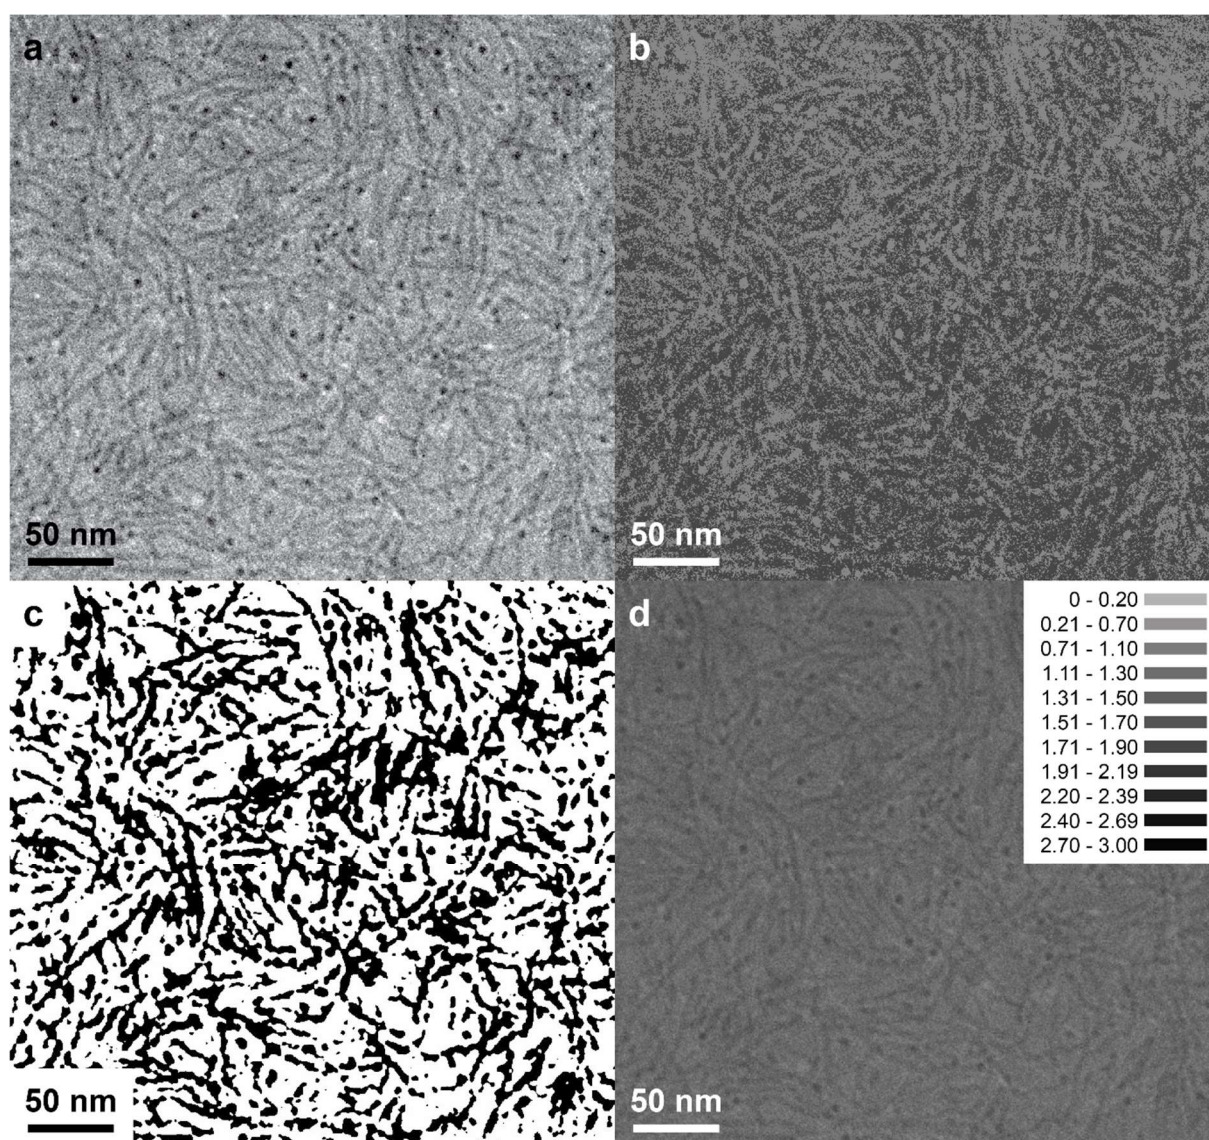 a
b
50 nm
50 nm
c
d
0 - 0.20
0.21 - 0.70
0.71 - 1.10
1.11 - 1.30
1.31 - 1.50
1.51 - 1.70
1.71 - 1.90
1.91 - 2.19
2.20 - 2.39
2.40 - 2.69
2.70 - 3.00
50 nm
50 nm